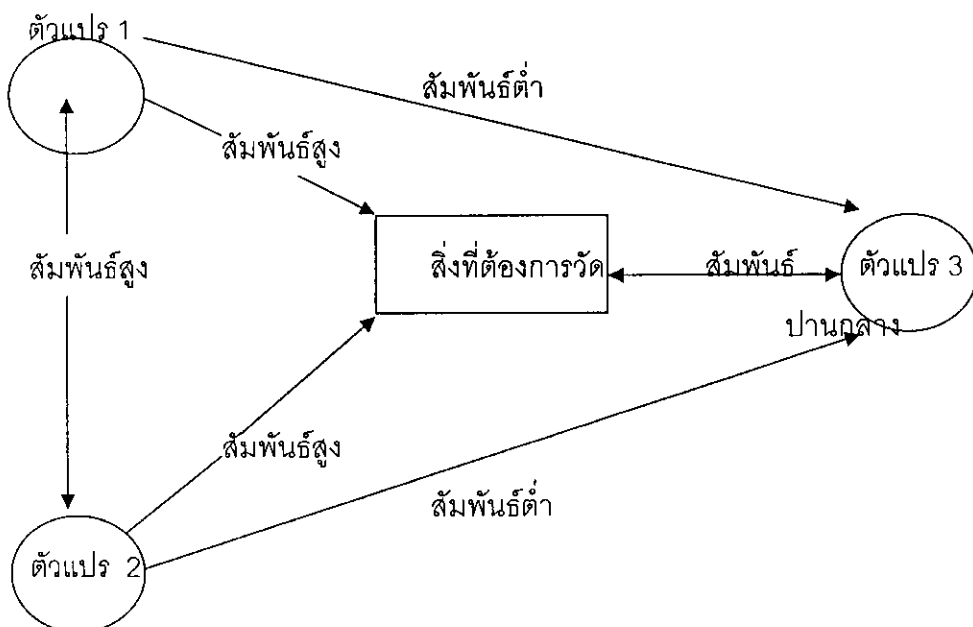 ตัวแปร 1
สัมพันธ์ต่ำ
สัมพันธ์สูง
สัมพันธ์สูง
สิ่งที่ต้องการวัด
สัมพันธ์
ตัวแปร 3
ปานกลาง
สัมพันธ์สูง
สัมพันธ์ต่ำ
ตัวแปร 2